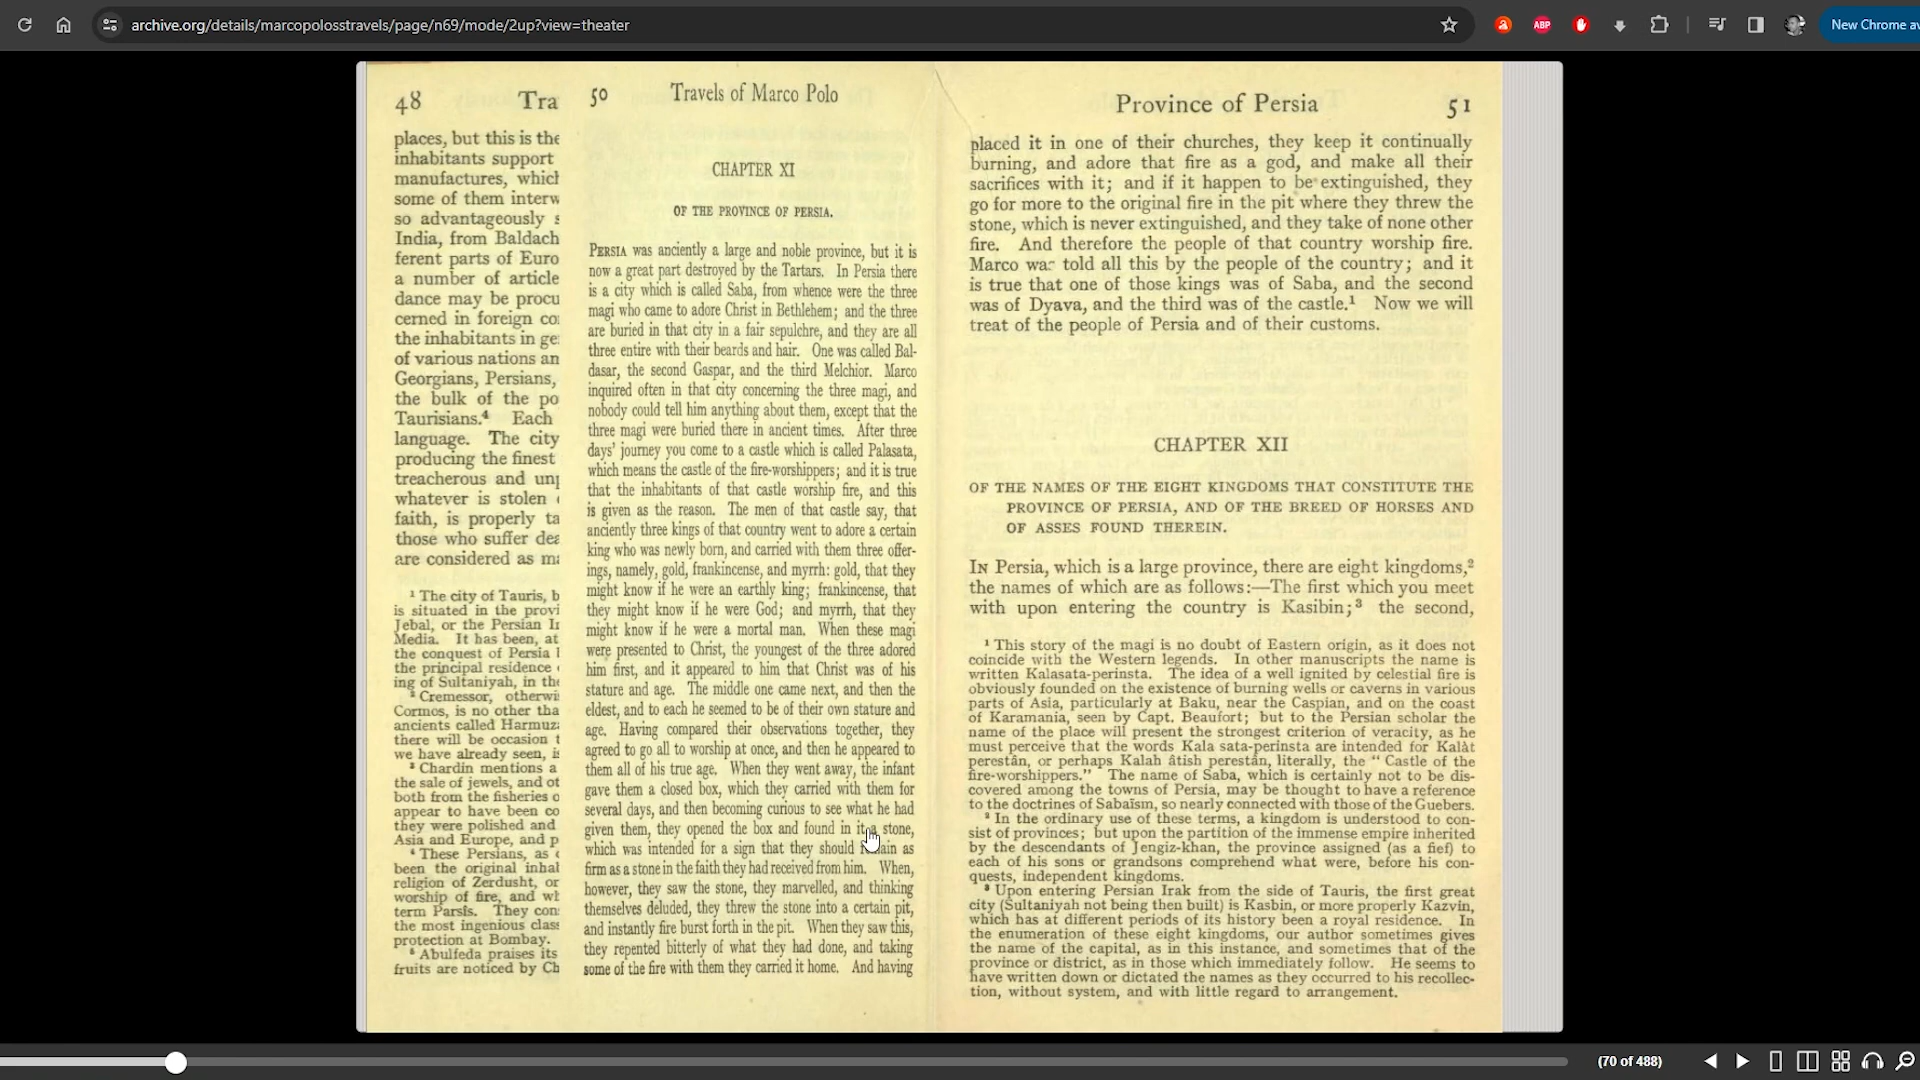 archive.org/details/marcopolosstravels/page/n69/mode/2up?view=theater
ABP
New Chrome av
48 Tra
places, but this is the
inhabitants support
manufactures, which
some of them interw
so advantageously s
India, from Baldach
ferent parts of Euro
a number of article
dance may be procu
cerned in foreign co
the inhabitants in ge
of various nations an
Georgians, Persians,
the bulk of the po
Taurisians.⁴ Each
language. The city
producing the finest
treacherous and un
whatever is stolen
faith, is properly ta
those who suffer dea
are considered as ma
¹ The city of Tauris, b
is situated in the provi
Jebal, or the Persian Ir
Media. It has been, at
the conquest of Persia
the principal residence
ing of Sultaniyah, in the
² Cremessor, otherwi
Cormos, is no other tha
ancients called Harmuz
there will be occasion t
we have already seen, is
³ Chardin mentions a
the sale of jewels, and ot
both from the fisheries o
appear to have been co
they were polished and
Asia and Europe, and p
⁴ These Persians, as
been the original inhal
religion of Zerdusht, or
worship of fire, and wh
term Parsis. They con
the most ingenious class
protection at Bombay.
⁵ Abulfeda praises its
fruits are noticed by Ch
50 Travels of Marco Polo
CHAPTER XI
OF THE PROVINCE OF PERSIA.
PERSIA was anciently a large and noble province, but it is
now a great part destroyed by the Tartars. In Persia there
is a city which is called Saba, from whence were the three
magi who came to adore Christ in Bethlehem; and the three
are buried in that city in a fair sepulchre, and they are all
three entire with their beards and hair. One was called Bal-
dasar, the second Gaspar, and the third Melchior. Marco
inquired often in that city concerning the three magi, and
nobody could tell him anything about them, except that the
three magi were buried there in ancient times. After three
days' journey you come to a castle which is called Palasata,
which means the castle of the fire-worshippers; and it is true
that the inhabitants of that castle worship fire, and this
is given as the reason. The men of that castle say, that
anciently three kings of that country went to adore a certain
king who was newly born, and carried with them three offer-
ings, namely, gold, frankincense, and myrrh: gold, that they
might know if he were an earthly king; frankincense, that
they might know if he were God; and myrrh, that they
might know if he were a mortal man. When these magi
were presented to Christ, the youngest of the three adored
him first, and it appeared to him that Christ was of his
stature and age. The middle one came next, and then the
eldest, and to each he seemed to be of their own stature and
age. Having compared their observations together, they
agreed to go all to worship at once, and then he appeared to
them all of his true age. When they went away, the infant
gave them a closed box, which they carried with them for
several days, and then becoming curious to see what he had
given them, they opened the box and found in it a stone,
which was intended for a sign that they should remain as
firm as a stone in the faith they had received from him. When,
however, they saw the stone, they marvelled, and thinking
themselves deluded, they threw the stone into a certain pit,
and instantly fire burst forth in the pit. When they saw this,
they repented bitterly of what they had done, and taking
some of the fire with them they carried it home. And having
Province of Persia 51
placed it in one of their churches, they keep it continually
burning, and adore that fire as a god, and make all their
sacrifices with it; and if it happen to be extinguished, they
go for more to the original fire in the pit where they threw the
stone, which is never extinguished, and they take of none other
fire. And therefore the people of that country worship fire.
Marco was told all this by the people of the country; and it
is true that one of those kings was of Saba, and the second
was of Dyava, and the third was of the castle.¹ Now we will
treat of the people of Persia and of their customs.
CHAPTER XII
OF THE NAMES OF THE EIGHT KINGDOMS THAT CONSTITUTE THE
PROVINCE OF PERSIA, AND OF THE BREED OF HORSES AND
OF ASSES FOUND THEREIN.
IN Persia, which is a large province, there are eight kingdoms,²
the names of which are as follows:—The first which you meet
with upon entering the country is Kasibin;³ the second,
¹ This story of the magi is no doubt of Eastern origin, as it does not
coincide with the Western legends. In other manuscripts the name is
written Kalasata-perinsta. The idea of a well ignited by celestial fire is
obviously founded on the existence of burning wells or caverns in various
parts of Asia, particularly at Baku, near the Caspian, and on the coast
of Karamania, seen by Capt. Beaufort; but to the Persian scholar the
name of the place will present the strongest criterion of veracity, as he
must perceive that the words Kala sata-perinsta are intended for Kalât
perestân, or perhaps Kalah âtish perestân, literally, the “ Castle of the
fire-worshippers.” The name of Saba, which is certainly not to be dis-
covered among the towns of Persia, may be thought to have a reference
to the doctrines of Sabaïsm, so nearly connected with those of the Guebers.
² In the ordinary use of these terms, a kingdom is understood to con-
sist of provinces; but upon the partition of the immense empire inherited
by the descendants of Jengiz-khan, the province assigned (as a fief) to
each of his sons or grandsons comprehend what were, before his con-
quests, independent kingdoms.
³ Upon entering Persian Irak from the side of Tauris, the first great
city (Sultaniyah not being then built) is Kasbin, or more properly Kazvin,
which has at different periods of its history been a royal residence. In
the enumeration of these eight kingdoms, our author sometimes gives
the name of the capital, as in this instance, and sometimes that of the
province or district, as in those which immediately follow. He seems to
have written down or dictated the names as they occurred to his recollec-
tion, without system, and with little regard to arrangement.
(70 of 488)